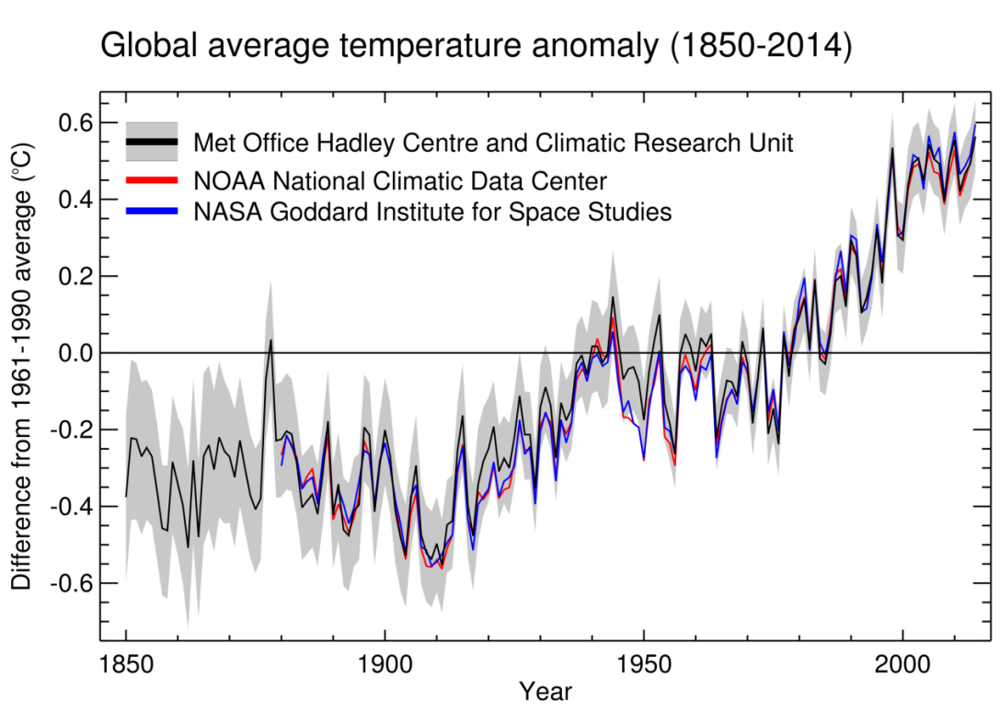 Global average temperature anomaly (1850-2014)
0.6
0.4
0.2
0.0
-0.2
-0.4
-0.6
Difference from 1961-1990 average (°C)
Met Office Hadley Centre and Climatic Research Unit
NOAA National Climatic Data Center
NASA Goddard Institute for Space Studies
1850 1900 1950 2000
Year